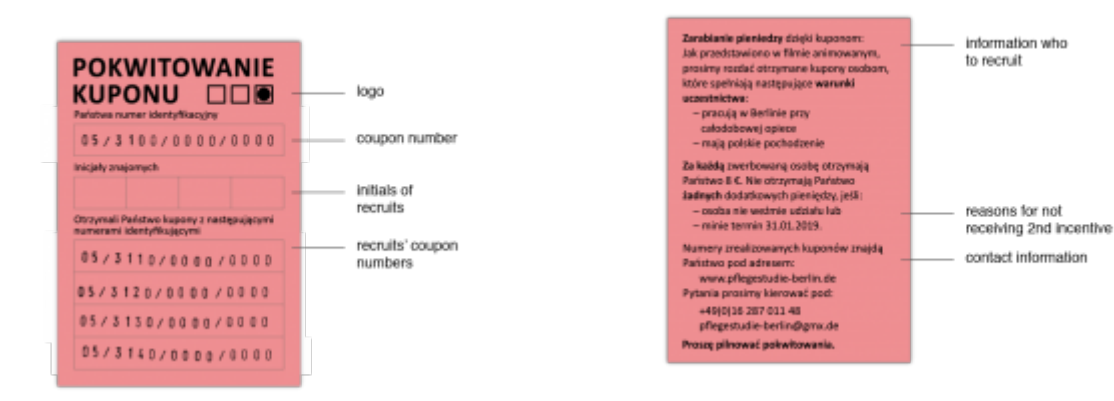 POKWITOWANIE
KUPONU
Państwa numer identyfikacyjny
05/3100/0000/0000
Inicjały znajomych
Otrzymali Państwo kupony z następującymi
numerami identyfikującymi
05/3110/0000/0000
05/3120/0000/0000
05/3130/0000/0000
05/3140/0000/0000
logo
coupon number
initials of
recruits
recruits' coupon
numbers
Zarabianie pieniedzy dzięki kuponom:
Jak przedstawiono w filmie animowanym,
prosimy rozdać otrzymane kupony osobom,
które spełniają następujące warunki
uczestnictwa:
– pracują w Berlinie przy
całodobowej opiece
– mają polskie pochodzenie
Za każdą zwerbowaną osobę otrzymają
Państwo 8 €. Nie otrzymają Państwo
żadnych dodatkowych pieniędzy, jeśli:
– osoba nie weźmie udziału lub
– minie termin 31.01.2019.
Numery zrealizowanych kuponów znajdą
Państwo pod adresem:
www.pflegestudie-berlin.de
Pytania prosimy kierować pod:
+49(0)16 287 011 48
pflegestudie-berlin@gmx.de
Proszę pilnować pokwitowania.
information who
to recruit
reasons for not
receiving 2nd incentive
contact information